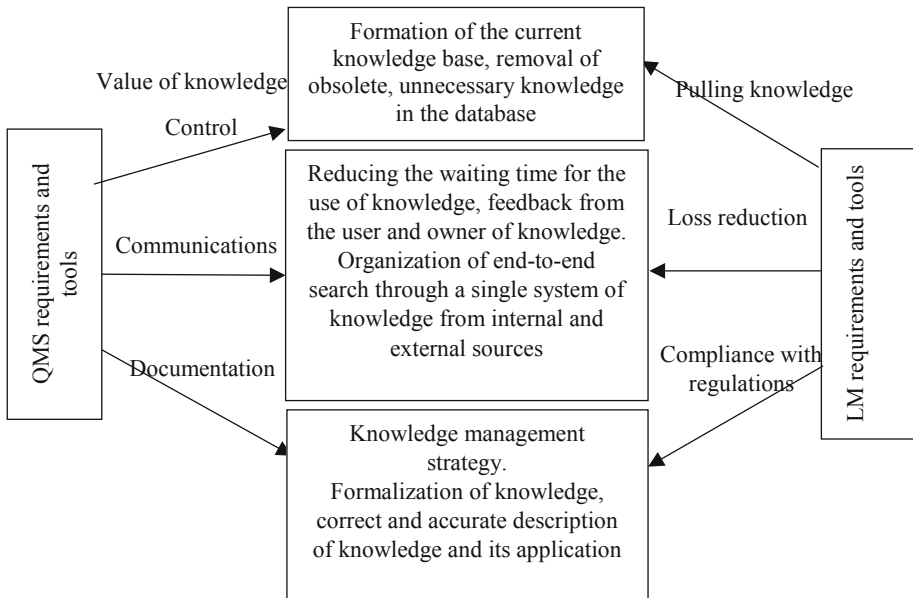 Formation of the current
knowledge base, removal of
obsolete, unnecessary knowledge
in the database
Value of knowledge
Control
Pulling knowledge
QMS requirements and
tools
Communications
Documentation
Reducing the waiting time for the
use of knowledge, feedback from
the user and owner of knowledge.
Organization of end-to-end
search through a single system of
knowledge from internal and
external sources
Loss reduction
Compliance with
regulations
LM requirements and tools
Knowledge management
strategy.
Formalization of knowledge,
correct and accurate description
of knowledge and its application